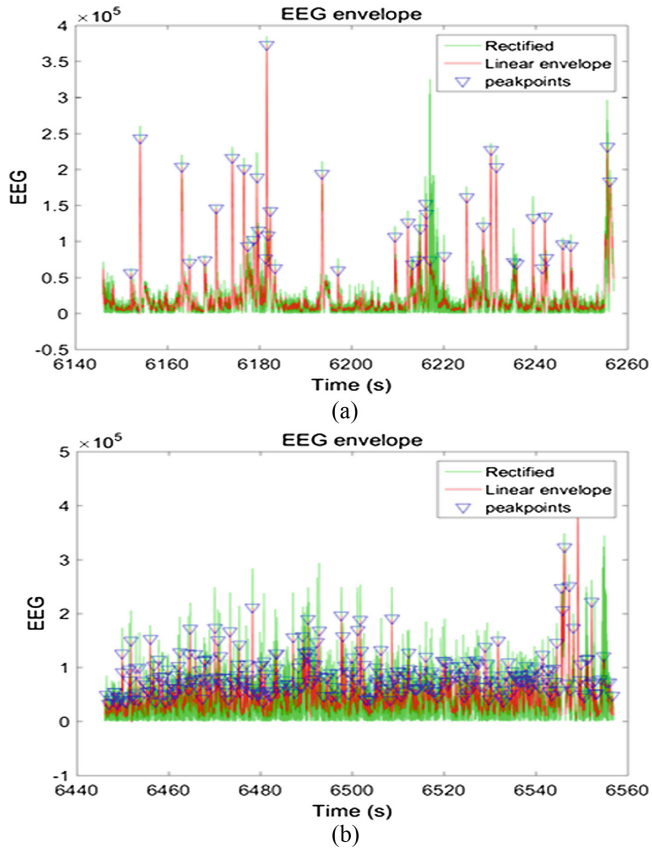 EEG envelope
× 10⁵
4
3.5
3
2.5
2
1.5
1
0.5
0
-0.5
EEG
Rectified
Linear envelope
peakpoints
6140 6160 6180 6200 6220 6240 6260
Time (s)
(a)
EEG envelope
× 10⁵
5
4
3
2
1
0
-1
EEG
Rectified
Linear envelope
peakpoints
6440 6460 6480 6500 6520 6540 6560
Time (s)
(b)